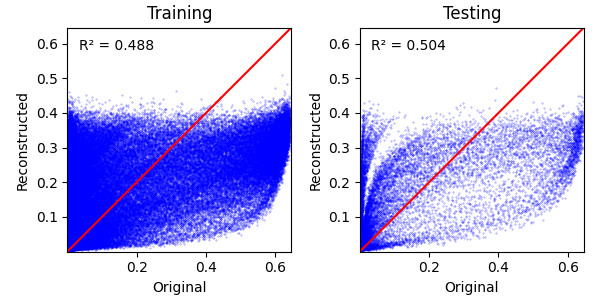 Training
R² = 0.488
0.6
0.5
0.4
0.3
0.2
0.1
Reconstructed
0.2
0.4
0.6
Original
Testing
R² = 0.504
0.6
0.5
0.4
0.3
0.2
0.1
Reconstructed
0.2
0.4
0.6
Original